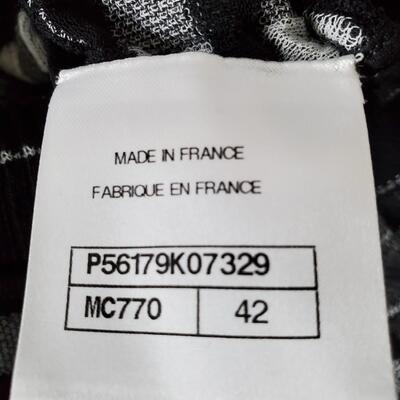 MADE IN FRANCE
FABRIQUE EN FRANCE
P56179K07329
MC770 42